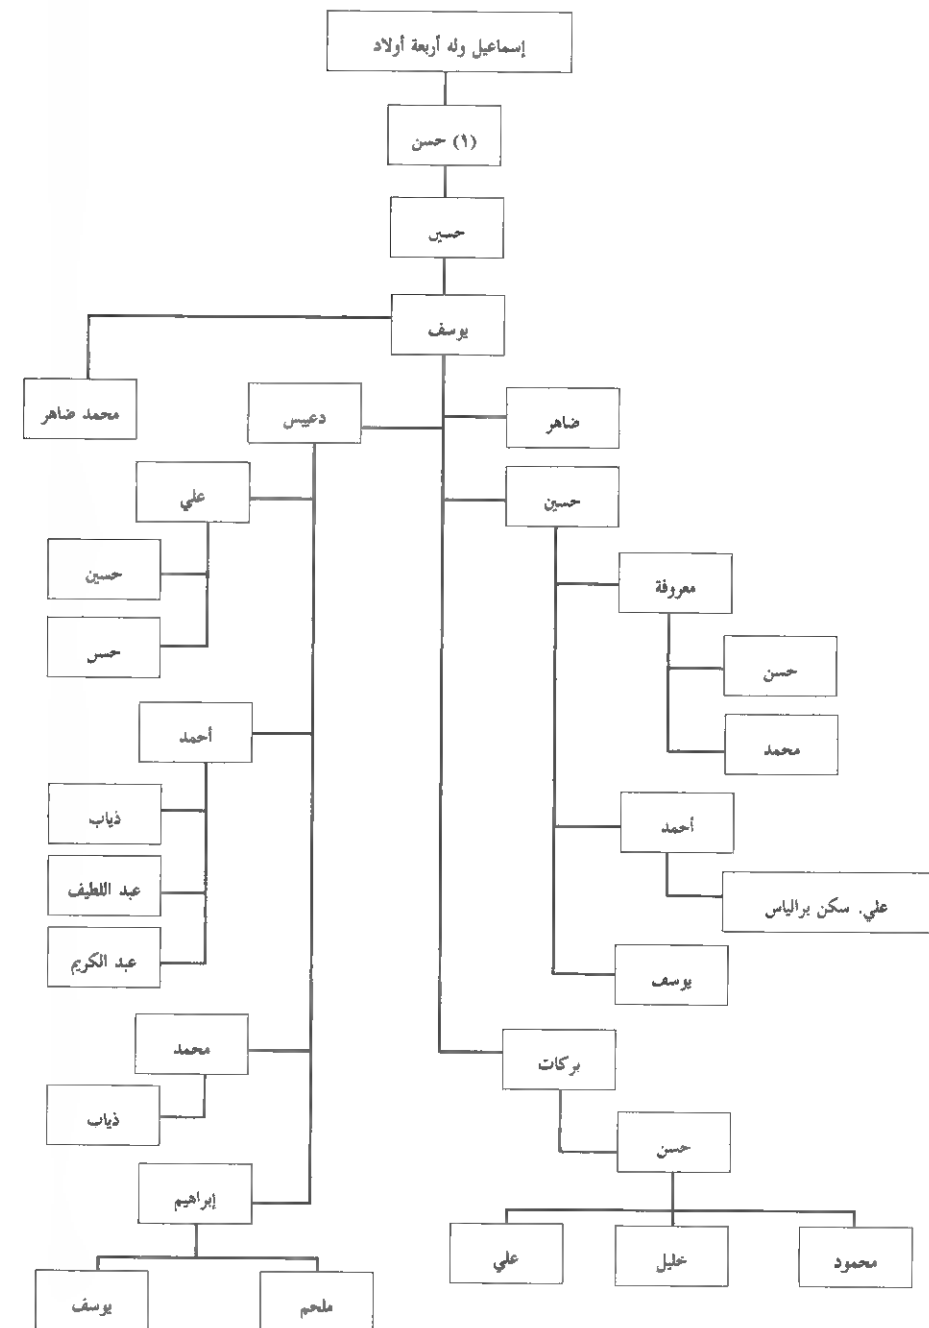 إسماعيل وله أربعة أولاد
(١) حسن
حسين
يوسف
محمد ضاهر
ضاهر
دعيبس
حسين
علي
حسين
حسن
معروفة
حسن
محمد
أحمد
ذياب
عبد اللطيف
عبد الكريم
أحمد
علي. سكن برالياس
يوسف
محمد
ذياب
بركات
حسن
إبراهيم
محمود
خليل
علي
ملحم
يوسف